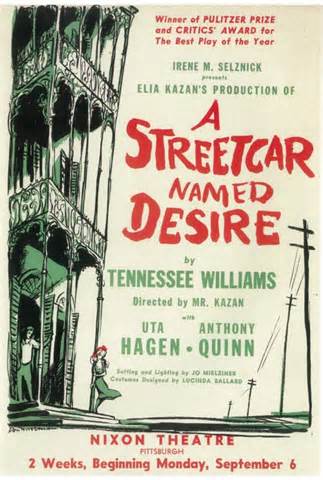 Winner of PULITZER PRIZE
and CRITICS' AWARD for
The Best Play of the Year
IRENE M. SELZNICK
presents
ELIA KAZAN'S PRODUCTION OF
A
STREETCAR
NAMED
DESIRE
by
TENNESSEE WILLIAMS
Directed by MR. KAZAN
with
UTA ANTHONY
HAGEN • QUINN
Setting and Lighting by JO MIELZINER
Costumes Designed by LUCINDA BALLARD
NIXON THEATRE
PITTSBURGH
2 Weeks, Beginning Monday, September 6